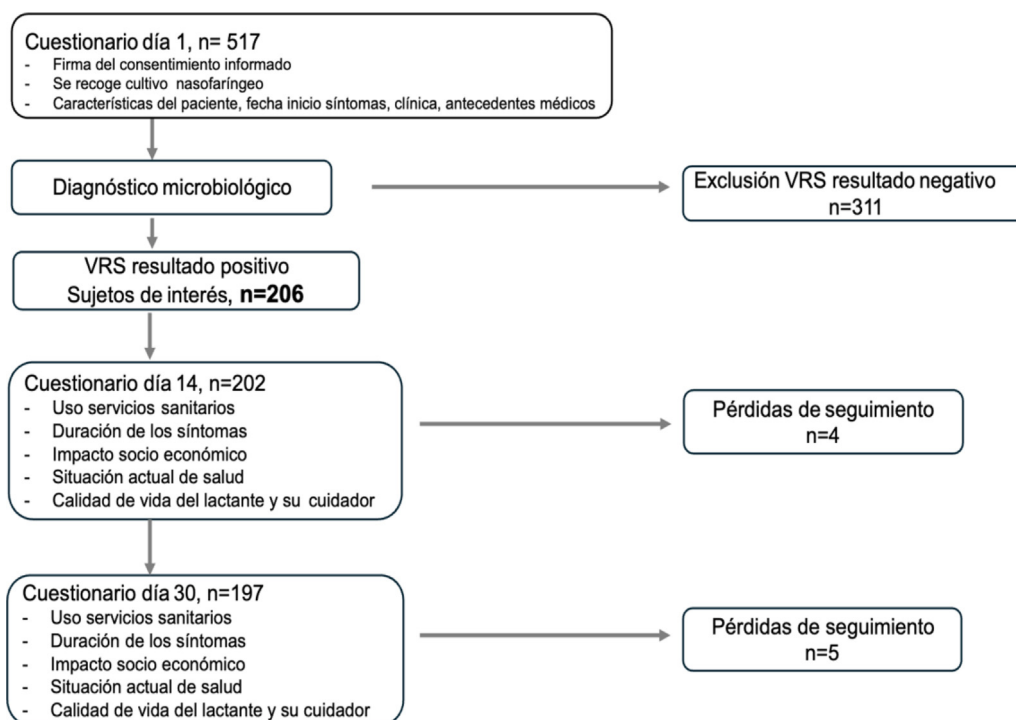 Cuestionario día 1, n= 517
- Firma del consentimiento informado
- Se recoge cultivo nasofaríngeo
- Características del paciente, fecha inicio síntomas, clínica, antecedentes médicos
Diagnóstico microbiológico
Exclusión VRS resultado negativo
n=311
VRS resultado positivo
Sujetos de interés, n=206
Cuestionario día 14, n=202
- Uso servicios sanitarios
- Duración de los síntomas
- Impacto socio económico
- Situación actual de salud
- Calidad de vida del lactante y su cuidador
Pérdidas de seguimiento
n=4
Cuestionario día 30, n=197
- Uso servicios sanitarios
- Duración de los síntomas
- Impacto socio económico
- Situación actual de salud
- Calidad de vida del lactante y su cuidador
Pérdidas de seguimiento
n=5